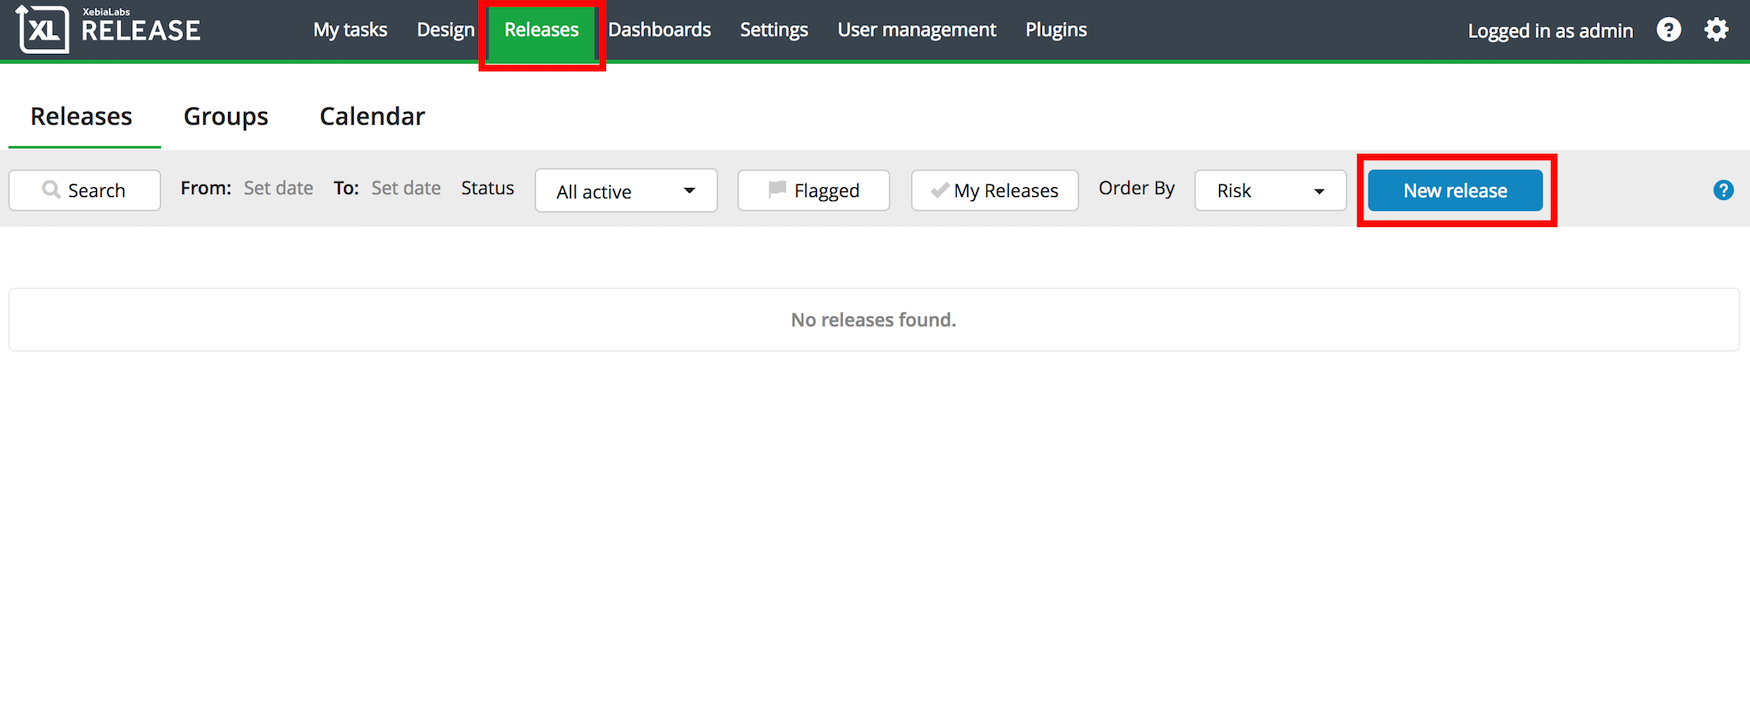 XebiaLabs
XL RELEASE
My tasks Design Releases Dashboards Settings User management Plugins Logged in as admin ?
Releases Groups Calendar
Search From: Set date To: Set date Status All active Flagged My Releases Order By Risk New release ?
No releases found.